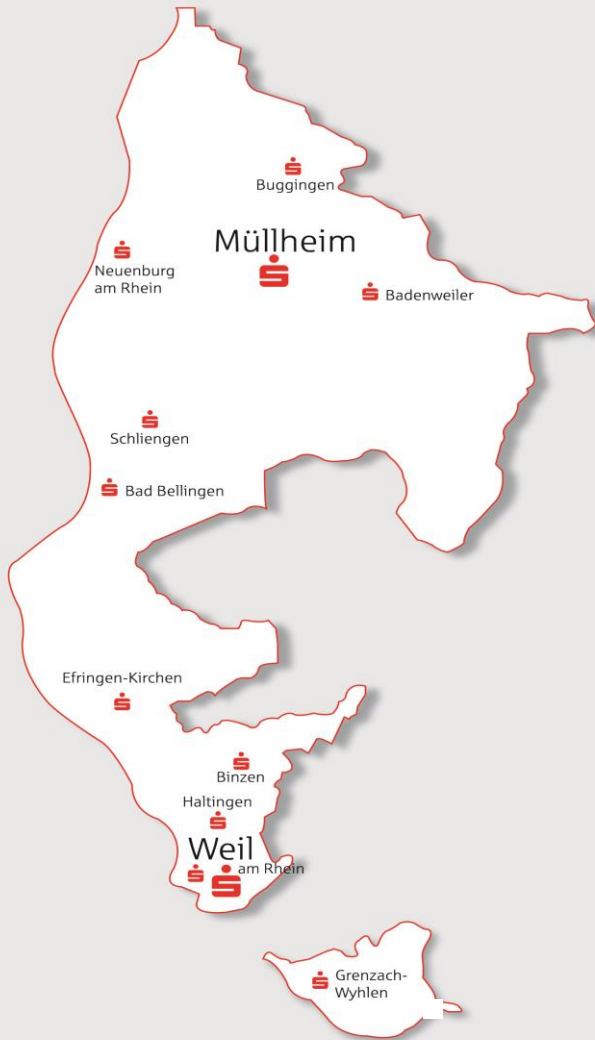 Buggingen
Müllheim
Neuenburg
am Rhein
Badenweiler
Schliengen
Bad Bellingen
Efringen-Kirchen
Binzen
Haltingen
Weil
am Rhein
Grenzach-
Wyhlen